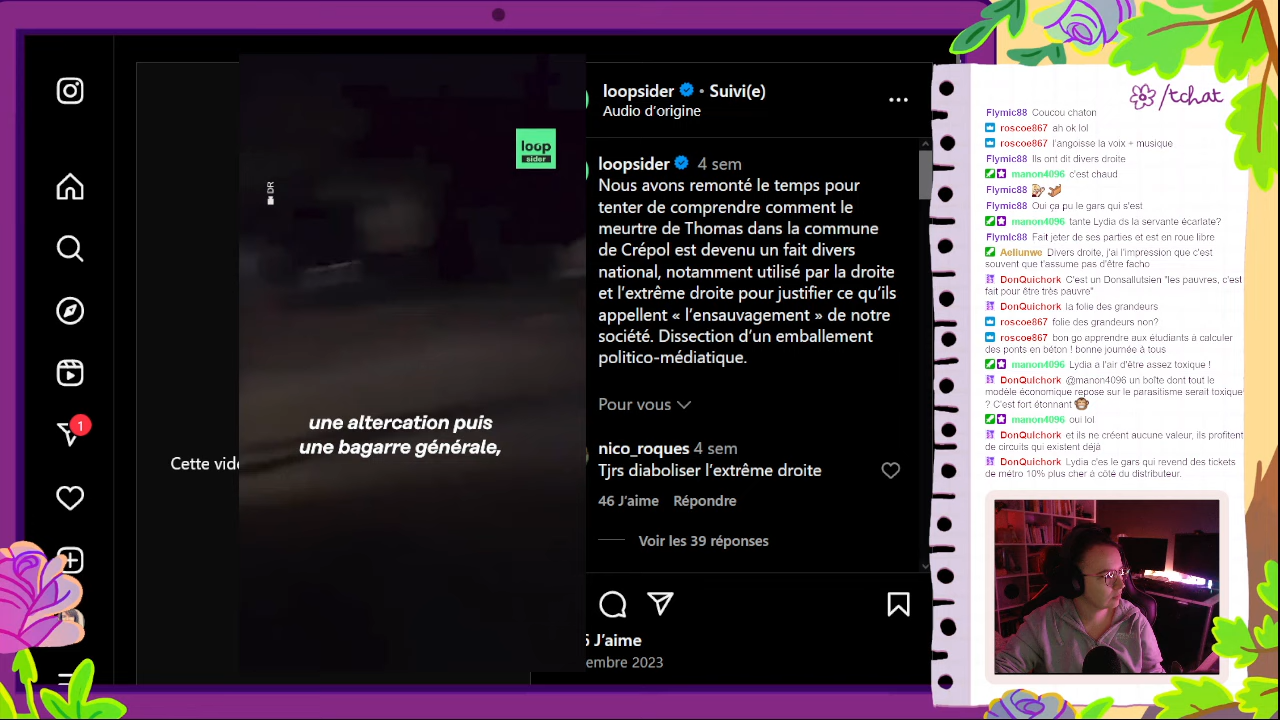 loopsider • Suivi(e)
Audio d'origine
loop
sider
DR
loopsider 4 sem
Nous avons remonté le temps pour
tenter de comprendre comment le
meurtre de Thomas dans la commune
de Crépol est devenu un fait divers
national, notamment utilisé par la droite
et l'extrême droite pour justifier ce qu'ils
appellent « l'ensauvagement » de notre
société. Dissection d'un emballement
politico-médiatique.
Pour vous
une altercation puis
une bagarre générale,
1
Cette vidé
nico_roques 4 sem
Tjrs diaboliser l'extrême droite
46 J'aime Répondre
Voir les 39 réponses
J'aime
embre 2023
/tchat
Flymic88 Coucou chaton
roscoe867 ah ok lol
roscoe867 l'angoisse la voix + musique
Flymic88 Ils ont dit divers droite
manon4096 c'est chaud
Flymic88
Flymic88 Oui ça pu le gars qui s'est
manon4096 tante Lydia ds la servante écarlate?
Flymic88 Fait jeter de ses parties et est en roue libre
Aellunwe Divers droite, j'ai l'impression que c'est
souvent que t'assume pas d'être facho
DonQuichork C'est un Donsallutsien "les pauvres, c'est
fait pour être très pauvre"
DonQuichork la folie des grandeurs
roscoe867 folie des grandeurs non?
roscoe867 bon go apprendre aux étudiants à calculer
des ponts en béton ! bonne journée à tous
manon4096 Lydia a l'air d'être assez toxique !
DonQuichork @manon4096 un boîte dont tout le
modèle économique repose sur le parasitisme serait toxique
? C'est fort étonnant
manon4096 oui lol
DonQuichork et ils ne créent aucune valeur, ils profitent
de circuits qui existent déjà
DonQuichork Lydia c'es le gars qui revend des tickets
de métro 10% plus cher à côté du distributeur.